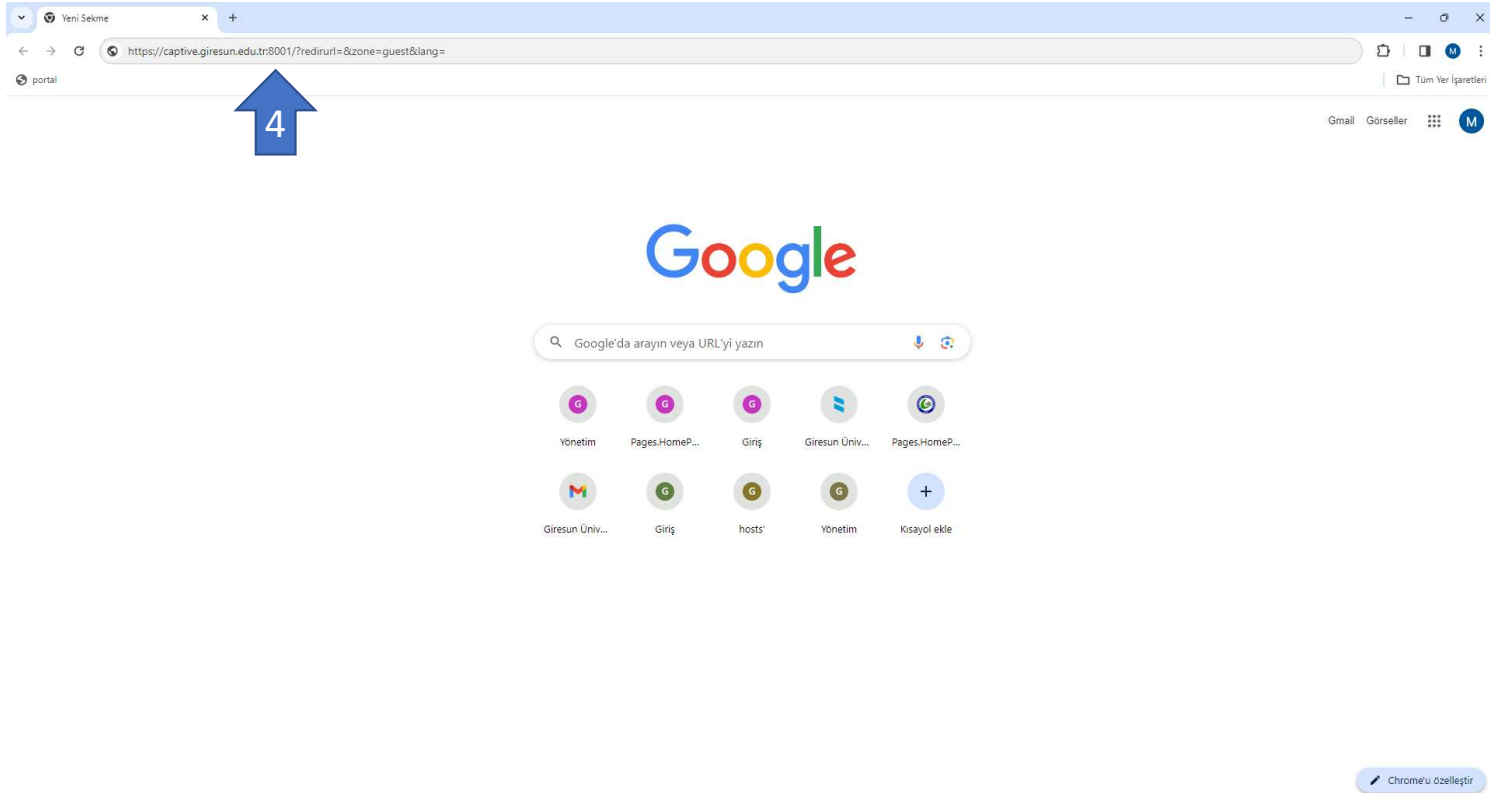 Yeni Sekme
https://captive.giresun.edu.tr:8001/?redirurl=&zone=guest&lang=
M
portal
Tüm Yer İşaretleri
4
Gmail Görseller M
Google
Google'da arayın veya URL'yi yazın
G G G
Yönetim Pages.HomeP... Giriş Giresun Üniv... Pages.HomeP...
G G G
Giresun Üniv... Giriş hosts' Yönetim Kısayol ekle
Chrome'u özelleştir